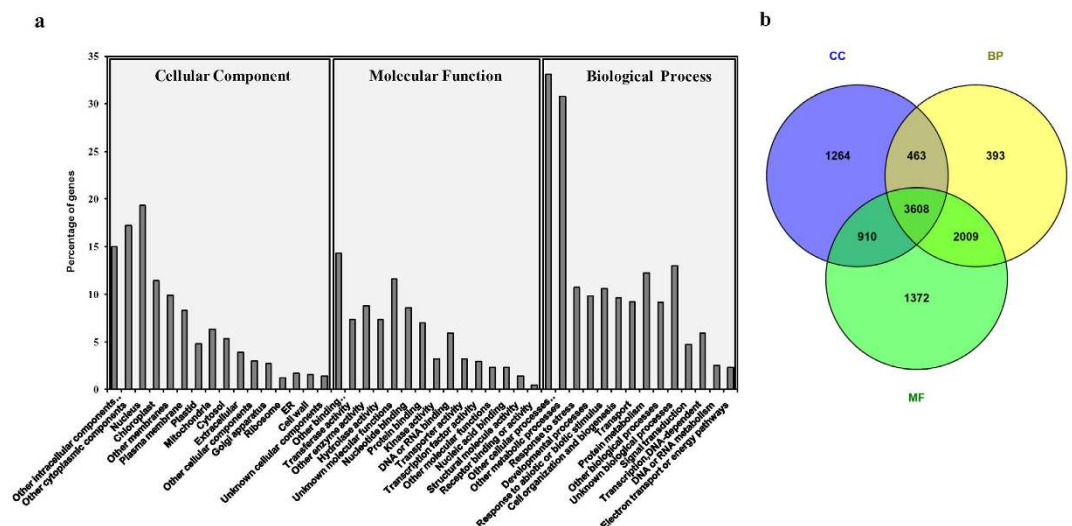 a
b
Cellular Component
Molecular Function
Biological Process
Percentage of genes
35
30
25
20
15
10
5
0
Other intracellular components..
Other cytoplasmic components
Nucleus
Chloroplast
Other membranes
Plasma membrane
Plastid
Mitochondria
Cytosol
Extracellular
Other cellular components
Golgi apparatus
Ribosome
ER
Cell wall
Unknown cellular components
Other binding..
Transferase activity
Other enzyme activity
Hydrolase activity
Unknown molecular functions
Nucleotide binding
Protein binding
Kinase activity
DNA or RNA binding
Transporter activity
Transcription factor activity
Other molecular functions
Nucleic acid binding
Structural molecule activity
Receptor binding or activity
Other cellular processes..
Other metabolic processes
Response to stress
Developmental processes
Response to abiotic or biotic stimulus
Cell organization and biogenesis
Transport
Protein metabolism
Other biological processes
Unknown biological processes
Signal transduction
Transcription,DNA-dependent
DNA or RNA metabolism
Electron transport or energy pathways
CC
BP
1264
463
393
3608
910
2009
1372
MF